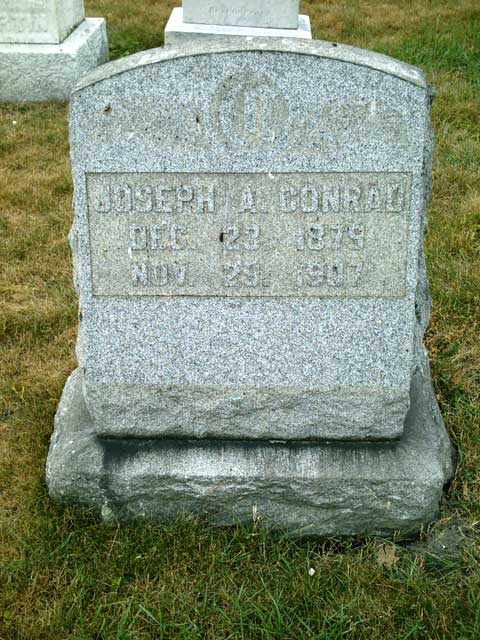 JOSEPH A. CONRAD
DEC. 23. 1879
NOV. 29. 1907